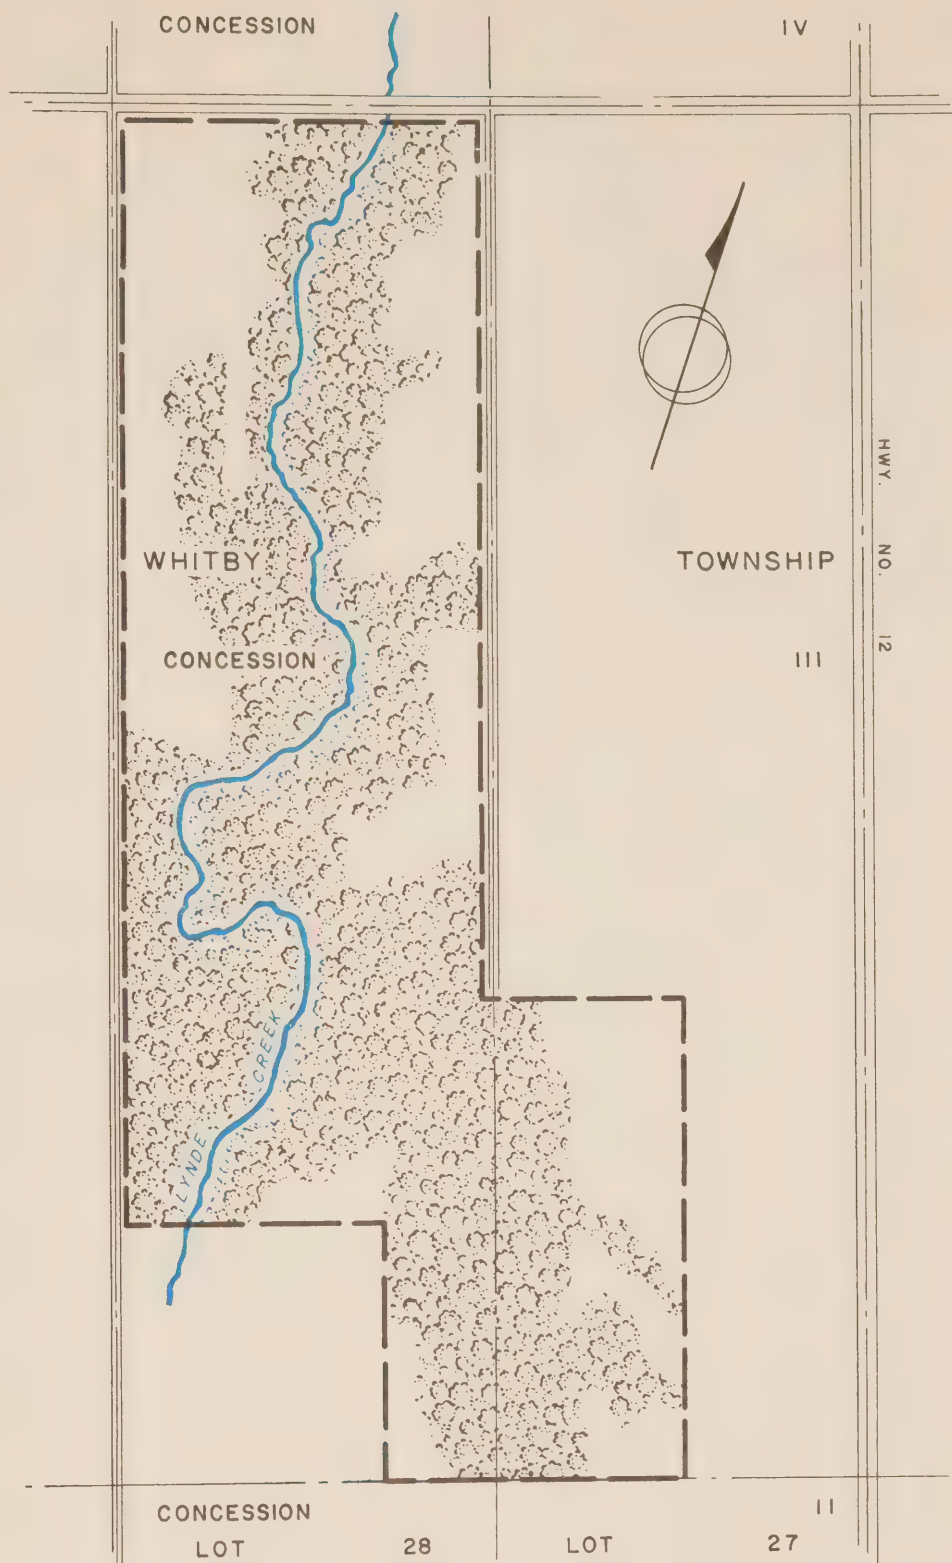 CONCESSION IV
HWY. NO. 12
WHITBY TOWNSHIP
CONCESSION III
LYNDE CREEK
CONCESSION II
LOT 28 LOT 27